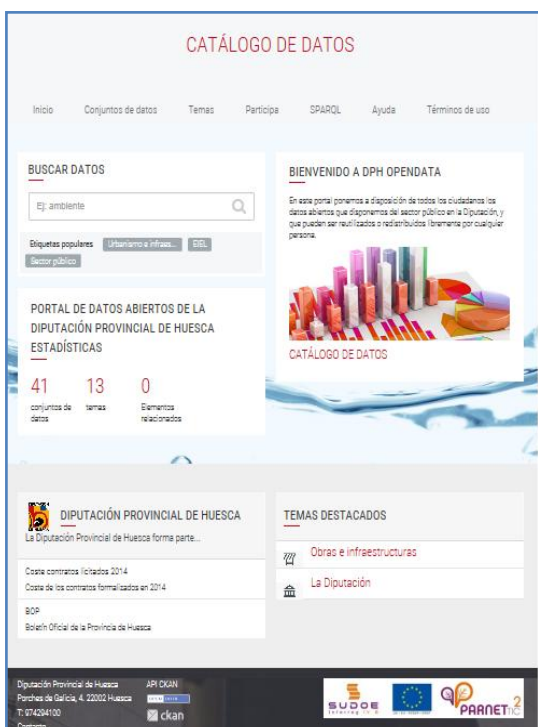 CATÁLOGO DE DATOS
Inicio Conjuntos de datos Temas Participa SPARQL Ayuda Términos de uso
BUSCAR DATOS
Ej: ambiente
Etiquetas populares Urbanismo e infraes... EIEL
Sector público
PORTAL DE DATOS ABIERTOS DE LA
DIPUTACIÓN PROVINCIAL DE HUESCA
ESTADÍSTICAS
41 13 0
conjuntos de temas Elementos
datos relacionados
BIENVENIDO A DPH OPENDATA
En este portal ponemos a disposición de todos los ciudadanos los
datos abiertos que disponemos del sector público en la Diputación, y
que pueden ser reutilizados o redistribuidos libremente por cualquier
persona.
CATÁLOGO DE DATOS
DIPUTACIÓN PROVINCIAL DE HUESCA
La Diputación Provincial de Huesca forma parte...
Coste contratos licitados 2014
Coste de los contratos formalizados en 2014
BOP
Boletín Oficial de la Provincia de Huesca
TEMAS DESTACADOS
Obras e infraestructuras
La Diputación
Diputación Provincial de Huesca API CKAN
Porches de Galicia, 4. 22002 Huesca
T: 974294100 ckan
Contacto
SUDOE
PARNETTIC2